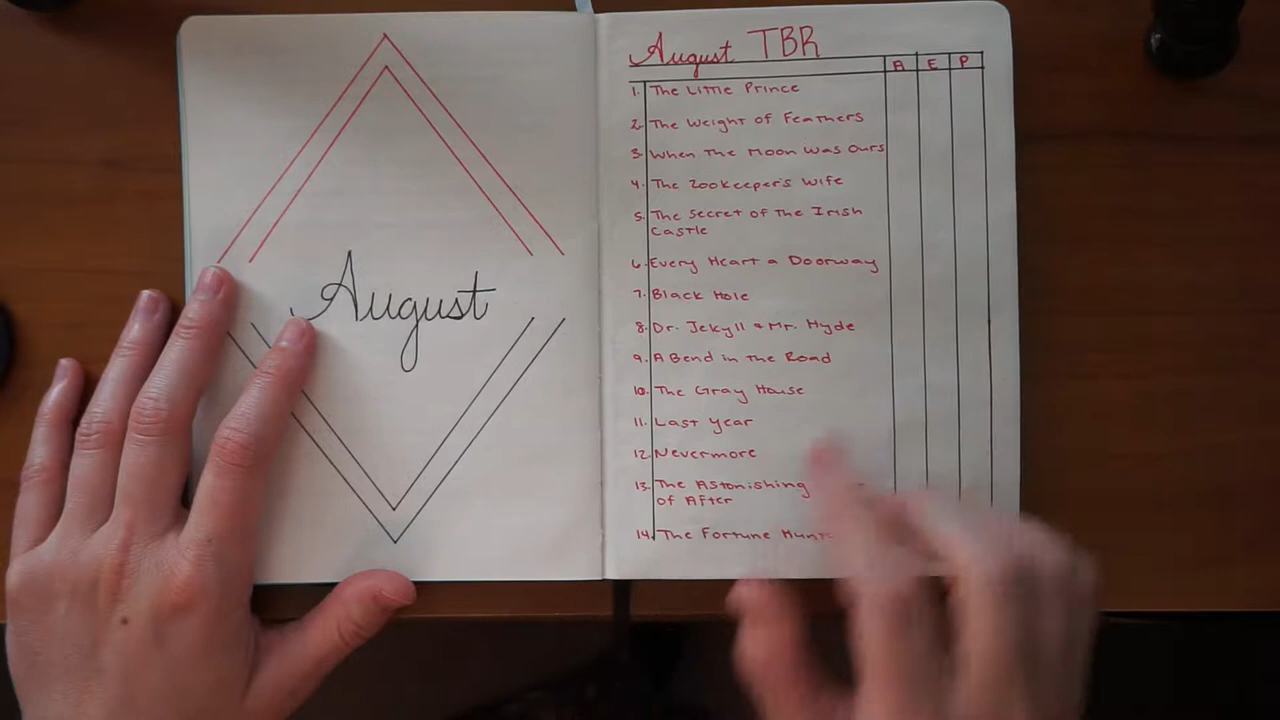 August
August TBR
A E P
1. The Little Prince
2. The Weight of Feathers
3. When The Moon Was Ours
4. The Zookeeper's Wife
5. The Secret of The Irish
Castle
6. Every Heart a Doorway
7. Black Hole
8. Dr. Jekyll & Mr. Hyde
9. A Bend in the Road
10. The Gray House
11. Last Year
12. Nevermore
13. The Astonishing
of After
14. The Fortune